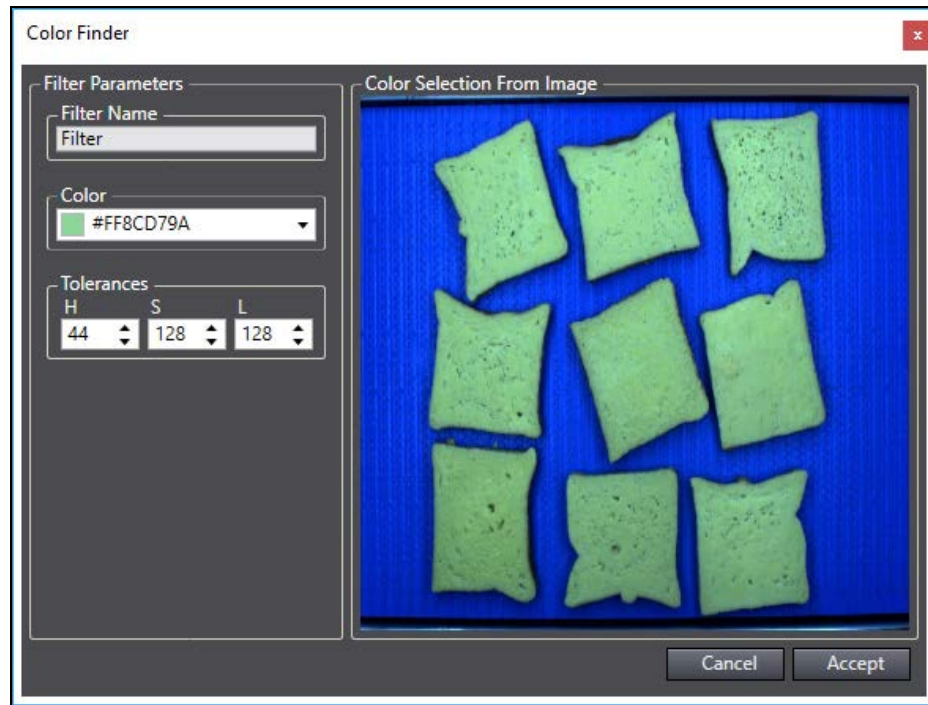 Color Finder
x
Filter Parameters
Filter Name
Filter
Color
#FF8CD79A
Tolerances
H S L
44 128 128
Color Selection From Image
Cancel Accept